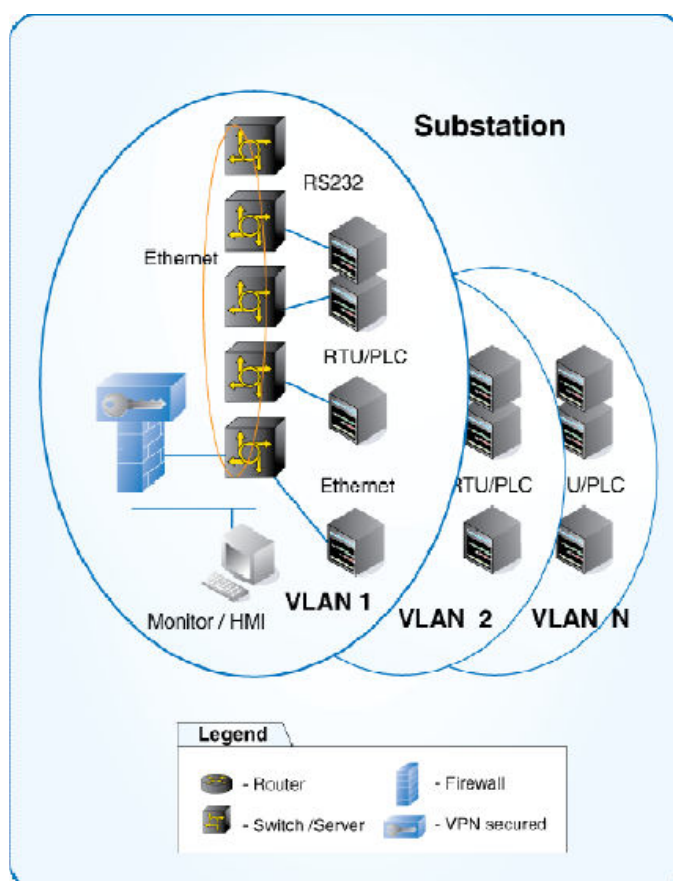 Substation
RS232
Ethernet
RTU/PLC
Ethernet
RTU/PLC
U/PLC
Monitor / HMI
VLAN 1
VLAN 2
VLAN N
Legend
- Router
- Firewall
- Switch /Server
- VPN secured